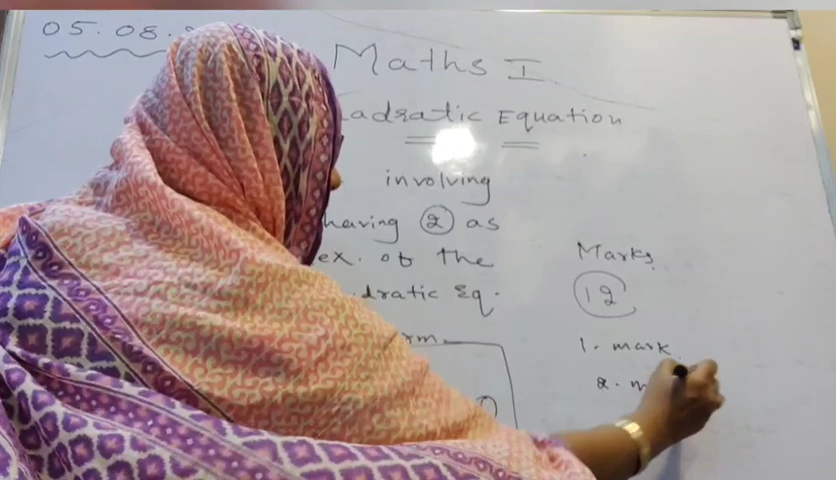 05.08.
Maths I
adratic Equation
involving
having 2 as
ex. of the
dratic Eq.
rm
Marks
12
1. mark
2. m